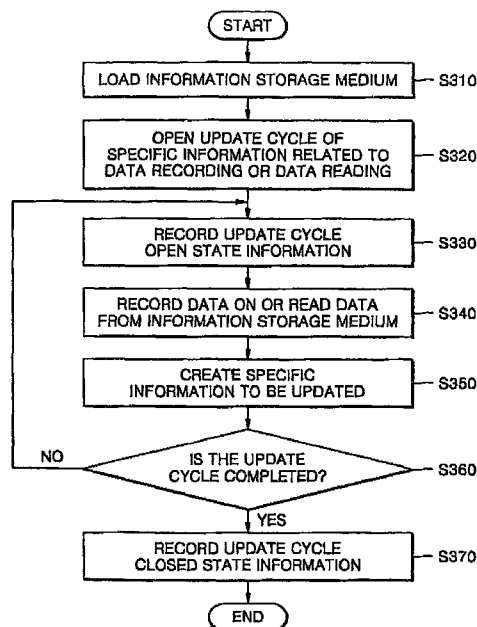 START
LOAD INFORMATION STORAGE MEDIUM
S310
OPEN UPDATE CYCLE OF
SPECIFIC INFORMATION RELATED TO
DATA RECORDING OR DATA READING
S320
RECORD UPDATE CYCLE
OPEN STATE INFORMATION
S330
RECORD DATA ON OR READ DATA
FROM INFORMATION STORAGE MEDIUM
S340
CREATE SPECIFIC
INFORMATION TO BE UPDATED
S350
NO
IS THE UPDATE
CYCLE COMPLETED?
S360
YES
RECORD UPDATE CYCLE
CLOSED STATE INFORMATION
S370
END